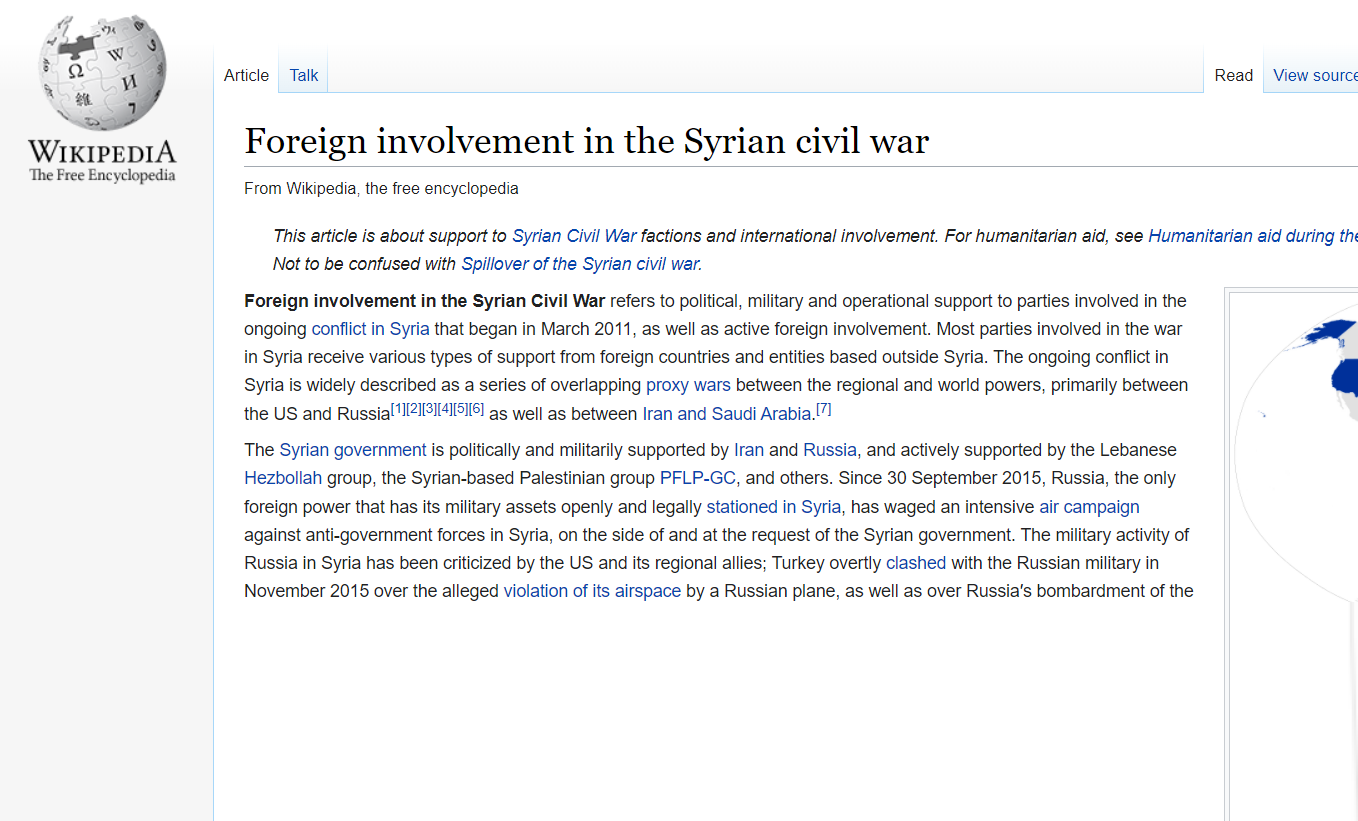 WIKIPEDIA
The Free Encyclopedia
Article Talk Read View source
Foreign involvement in the Syrian civil war
From Wikipedia, the free encyclopedia
This article is about support to Syrian Civil War factions and international involvement. For humanitarian aid, see Humanitarian aid during the
Not to be confused with Spillover of the Syrian civil war.
Foreign involvement in the Syrian Civil War refers to political, military and operational support to parties involved in the
ongoing conflict in Syria that began in March 2011, as well as active foreign involvement. Most parties involved in the war
in Syria receive various types of support from foreign countries and entities based outside Syria. The ongoing conflict in
Syria is widely described as a series of overlapping proxy wars between the regional and world powers, primarily between
the US and Russia[1][2][3][4][5][6] as well as between Iran and Saudi Arabia.[7]
The Syrian government is politically and militarily supported by Iran and Russia, and actively supported by the Lebanese
Hezbollah group, the Syrian-based Palestinian group PFLP-GC, and others. Since 30 September 2015, Russia, the only
foreign power that has its military assets openly and legally stationed in Syria, has waged an intensive air campaign
against anti-government forces in Syria, on the side of and at the request of the Syrian government. The military activity of
Russia in Syria has been criticized by the US and its regional allies; Turkey overtly clashed with the Russian military in
November 2015 over the alleged violation of its airspace by a Russian plane, as well as over Russia's bombardment of the